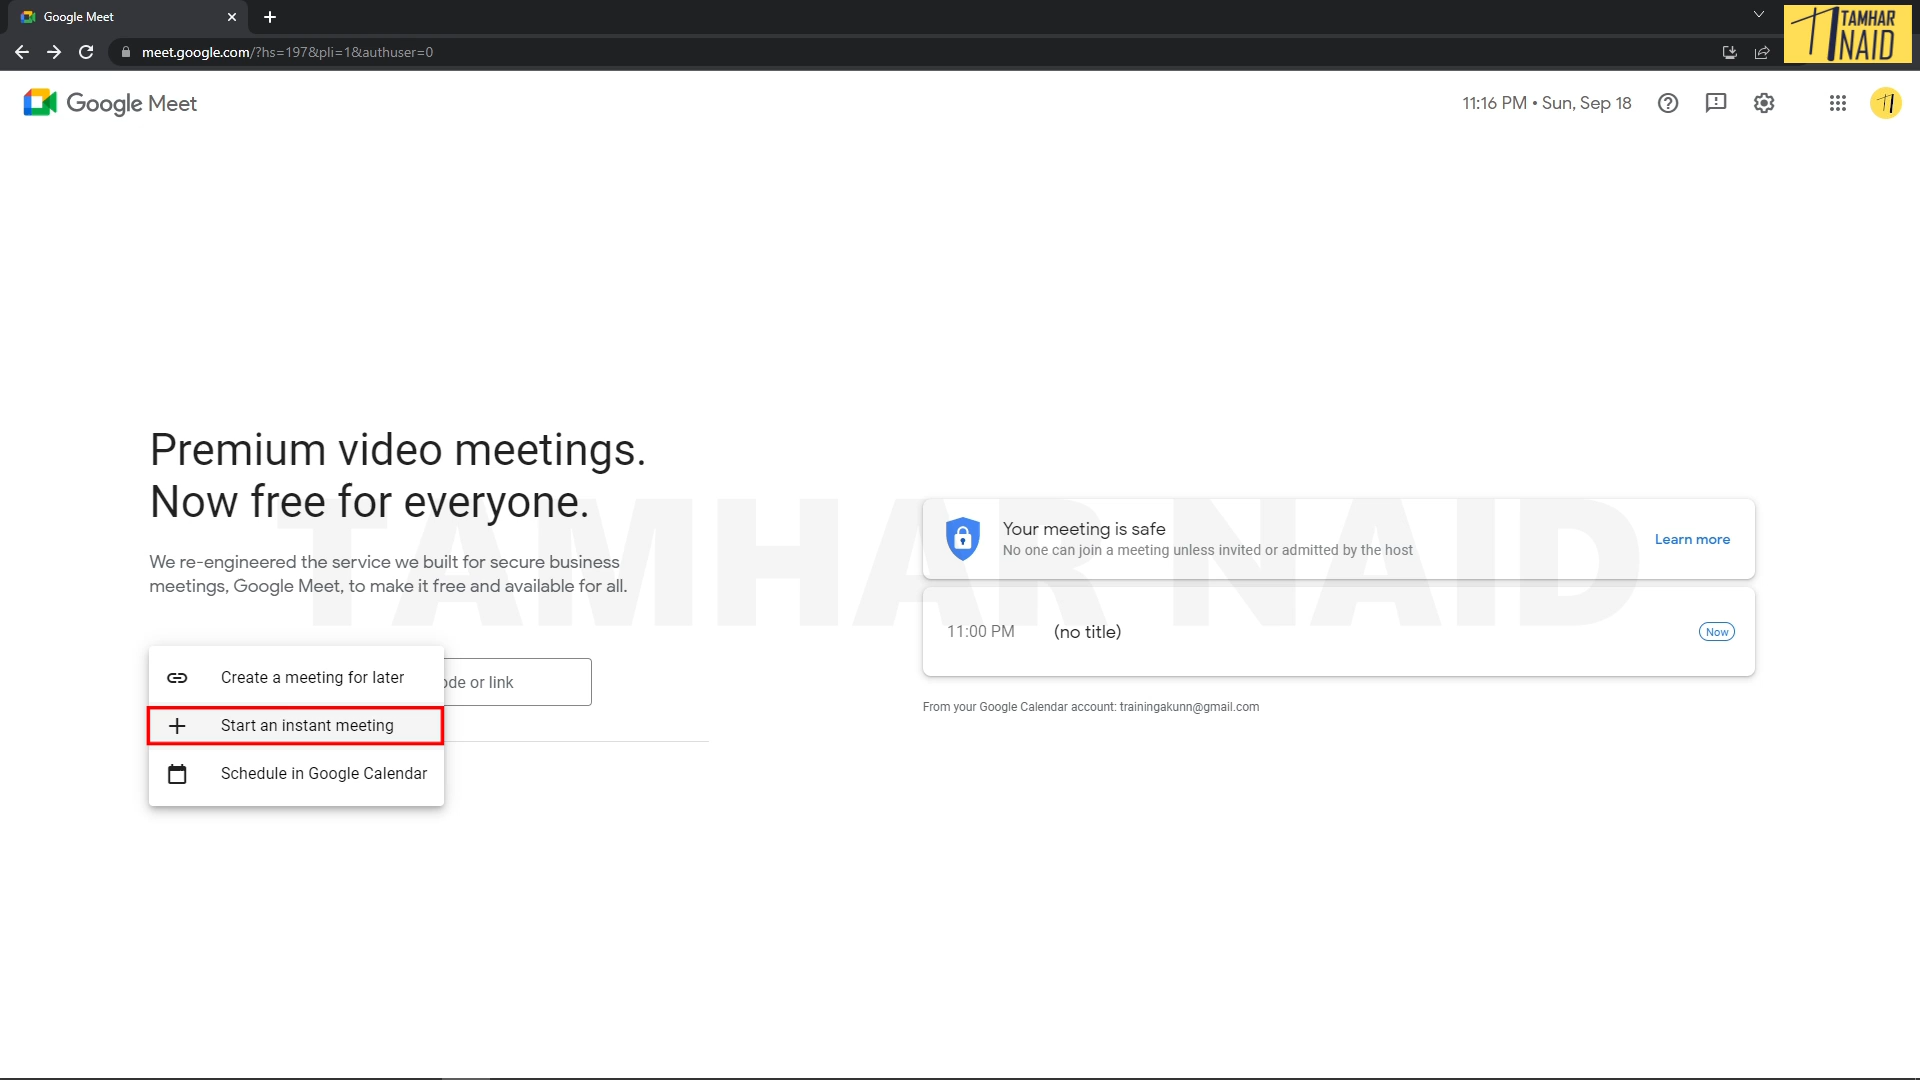 Google Meet
meet.google.com/?hs=197&pli=1&authuser=0
TAMHAR
NAID
Google Meet
11:16 PM • Sun, Sep 18
Premium video meetings.
Now free for everyone.
We re-engineered the service we built for secure business
meetings, Google Meet, to make it free and available for all.
Create a meeting for later
Start an instant meeting
Schedule in Google Calendar
de or link
Your meeting is safe
No one can join a meeting unless invited or admitted by the host
Learn more
11:00 PM (no title) Now
From your Google Calendar account: trainingakunn@gmail.com
TAMHAR NAID